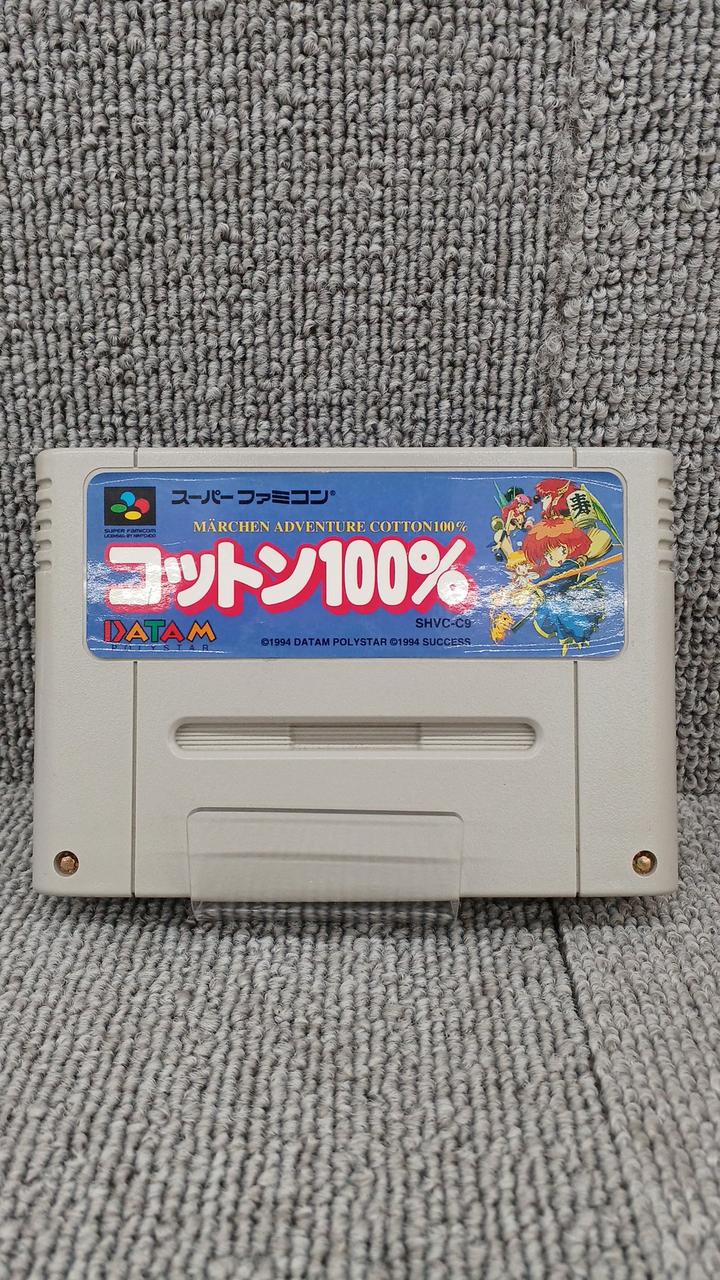 スーパーファミコン®
SUPER FAMICOM
LICENSED BY NINTENDO
MÄRCHEN ADVENTURE COTTON100%
コットン100%
寿
SHVC-C9
DATAM
POLYSTAR
©1994 DATAM POLYSTAR ©1994 SUCCESS